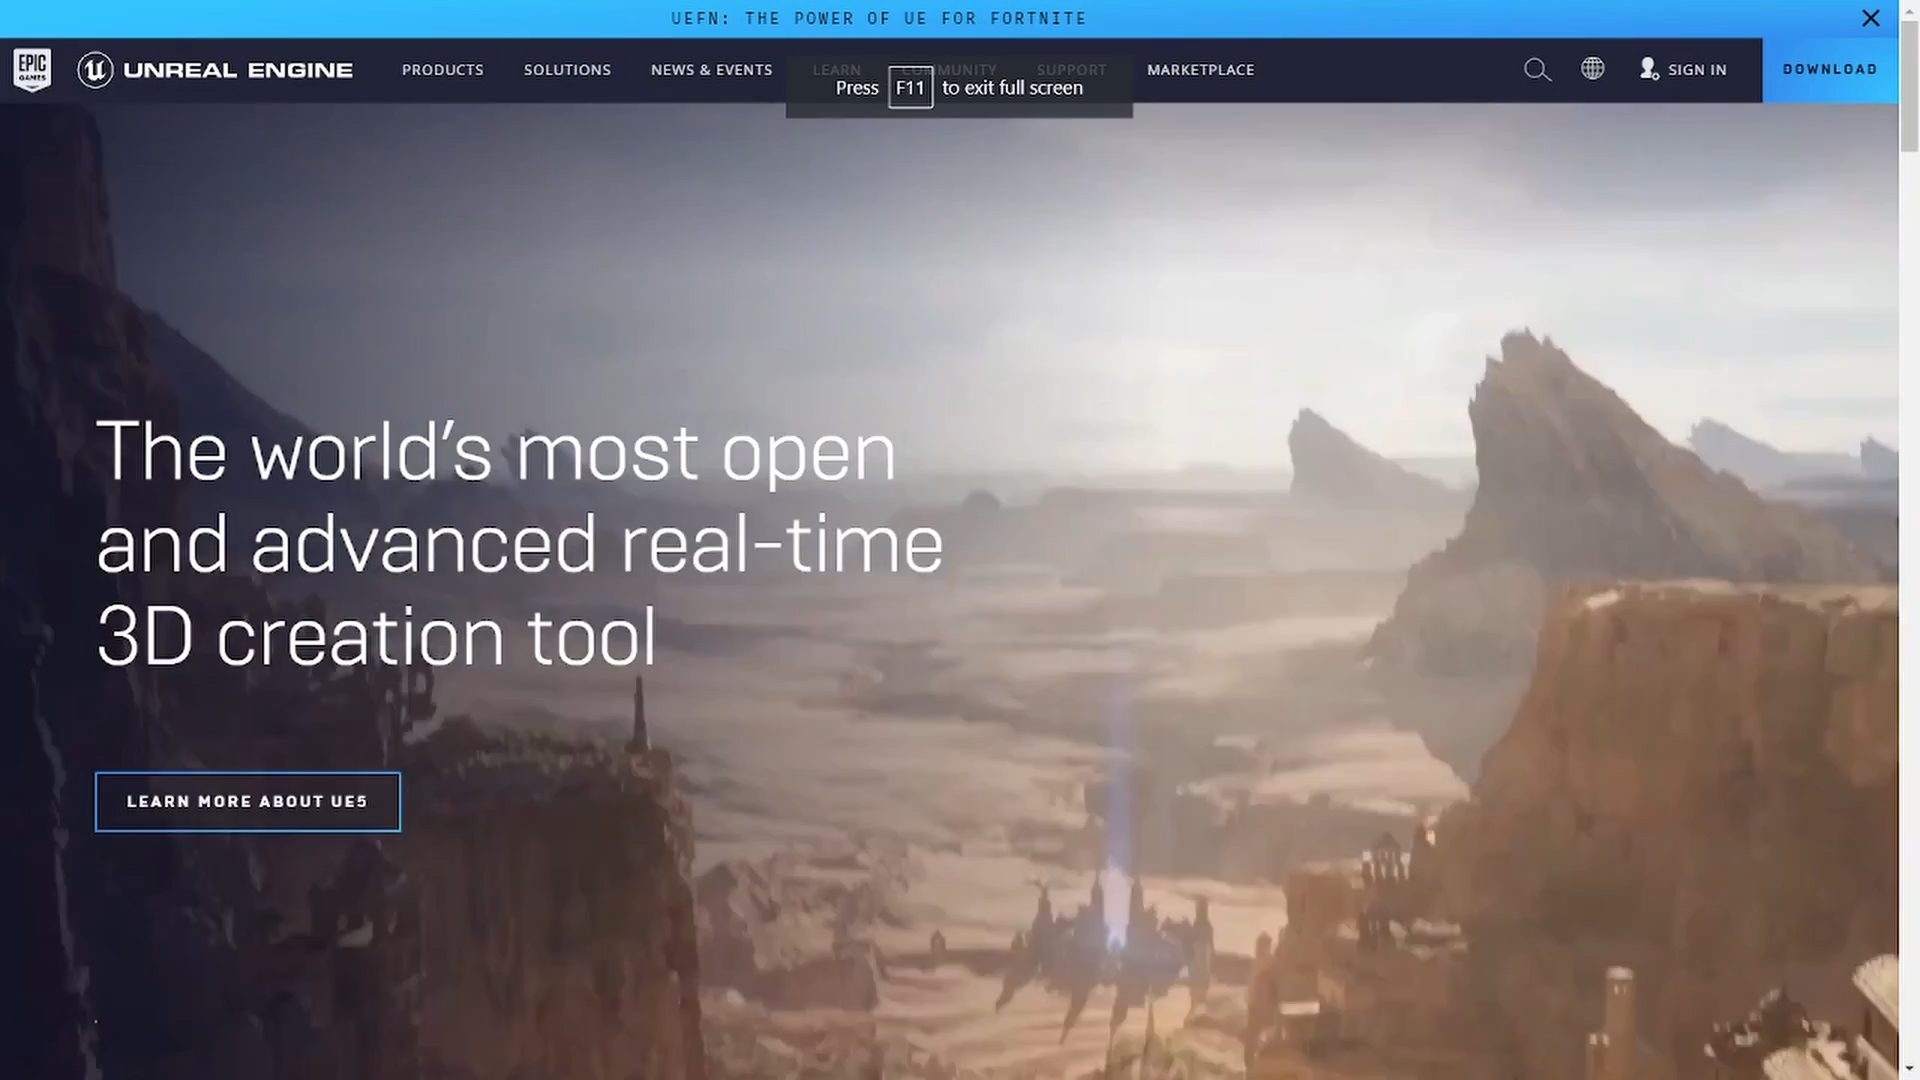 UEFN: THE POWER OF UE FOR FORTNITE
EPIC GAMES
UNREAL ENGINE
PRODUCTS
SOLUTIONS
NEWS & EVENTS
LEARN
COMMUNITY
SUPPORT
MARKETPLACE
SIGN IN
DOWNLOAD
Press F11 to exit full screen
The world's most open
and advanced real-time
3D creation tool
LEARN MORE ABOUT UE5